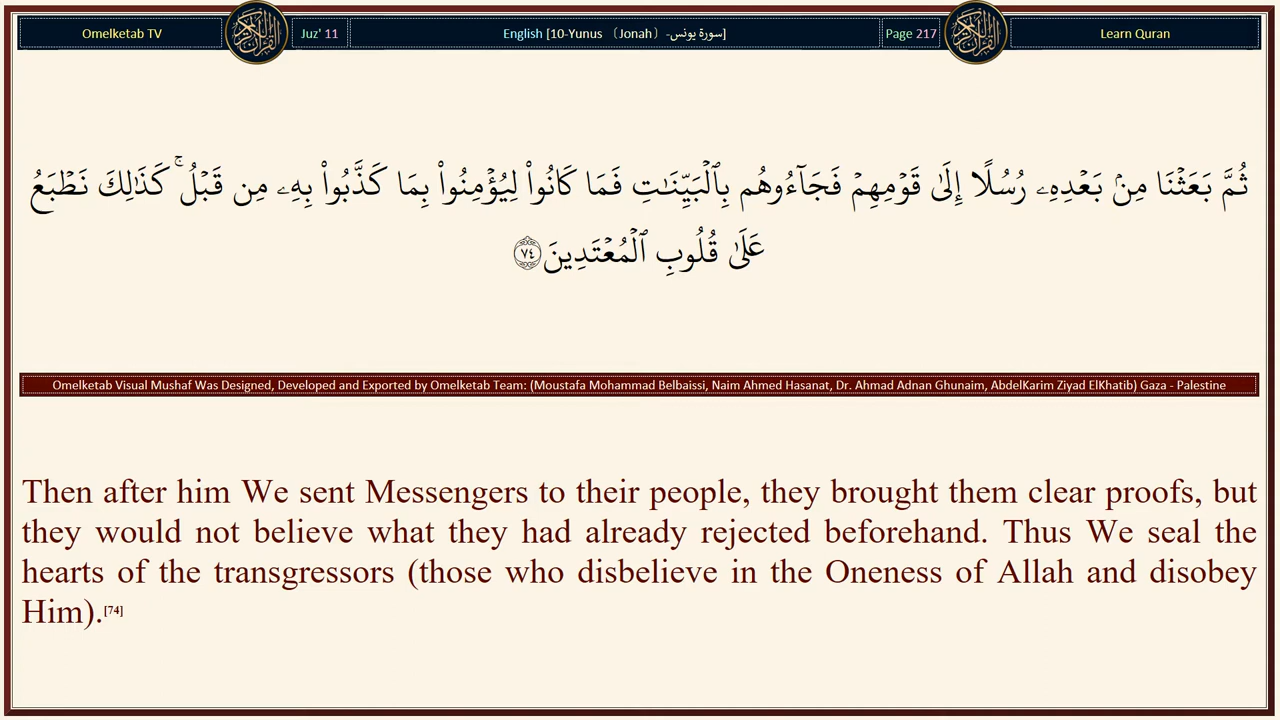 Omelketab TV
Juz' 11
English [10-Yunus （Jonah）-سورة يونس]
Page 217
Learn Quran
ثُمَّ بَعَثۡنَا مِنۢ بَعۡدِهِۦ رُسُلًا إِلَىٰ قَوۡمِهِمۡ فَجَآءُوهُم بِٱلۡبَيِّنَٰتِ فَمَا كَانُواْ لِيُؤۡمِنُواْ بِمَا كَذَّبُواْ بِهِۦ مِن قَبۡلُۚ كَذَٰلِكَ نَطۡبَعُ
عَلَىٰ قُلُوبِ ٱلۡمُعۡتَدِينَ ٧٤
Omelketab Visual Mushaf Was Designed, Developed and Exported by Omelketab Team: (Moustafa Mohammad Belbaissi, Naim Ahmed Hasanat, Dr. Ahmad Adnan Ghunaim, AbdelKarim Ziyad ElKhatib) Gaza - Palestine
Then after him We sent Messengers to their people, they brought them clear proofs, but
they would not believe what they had already rejected beforehand. Thus We seal the
hearts of the transgressors (those who disbelieve in the Oneness of Allah and disobey
Him).[74]